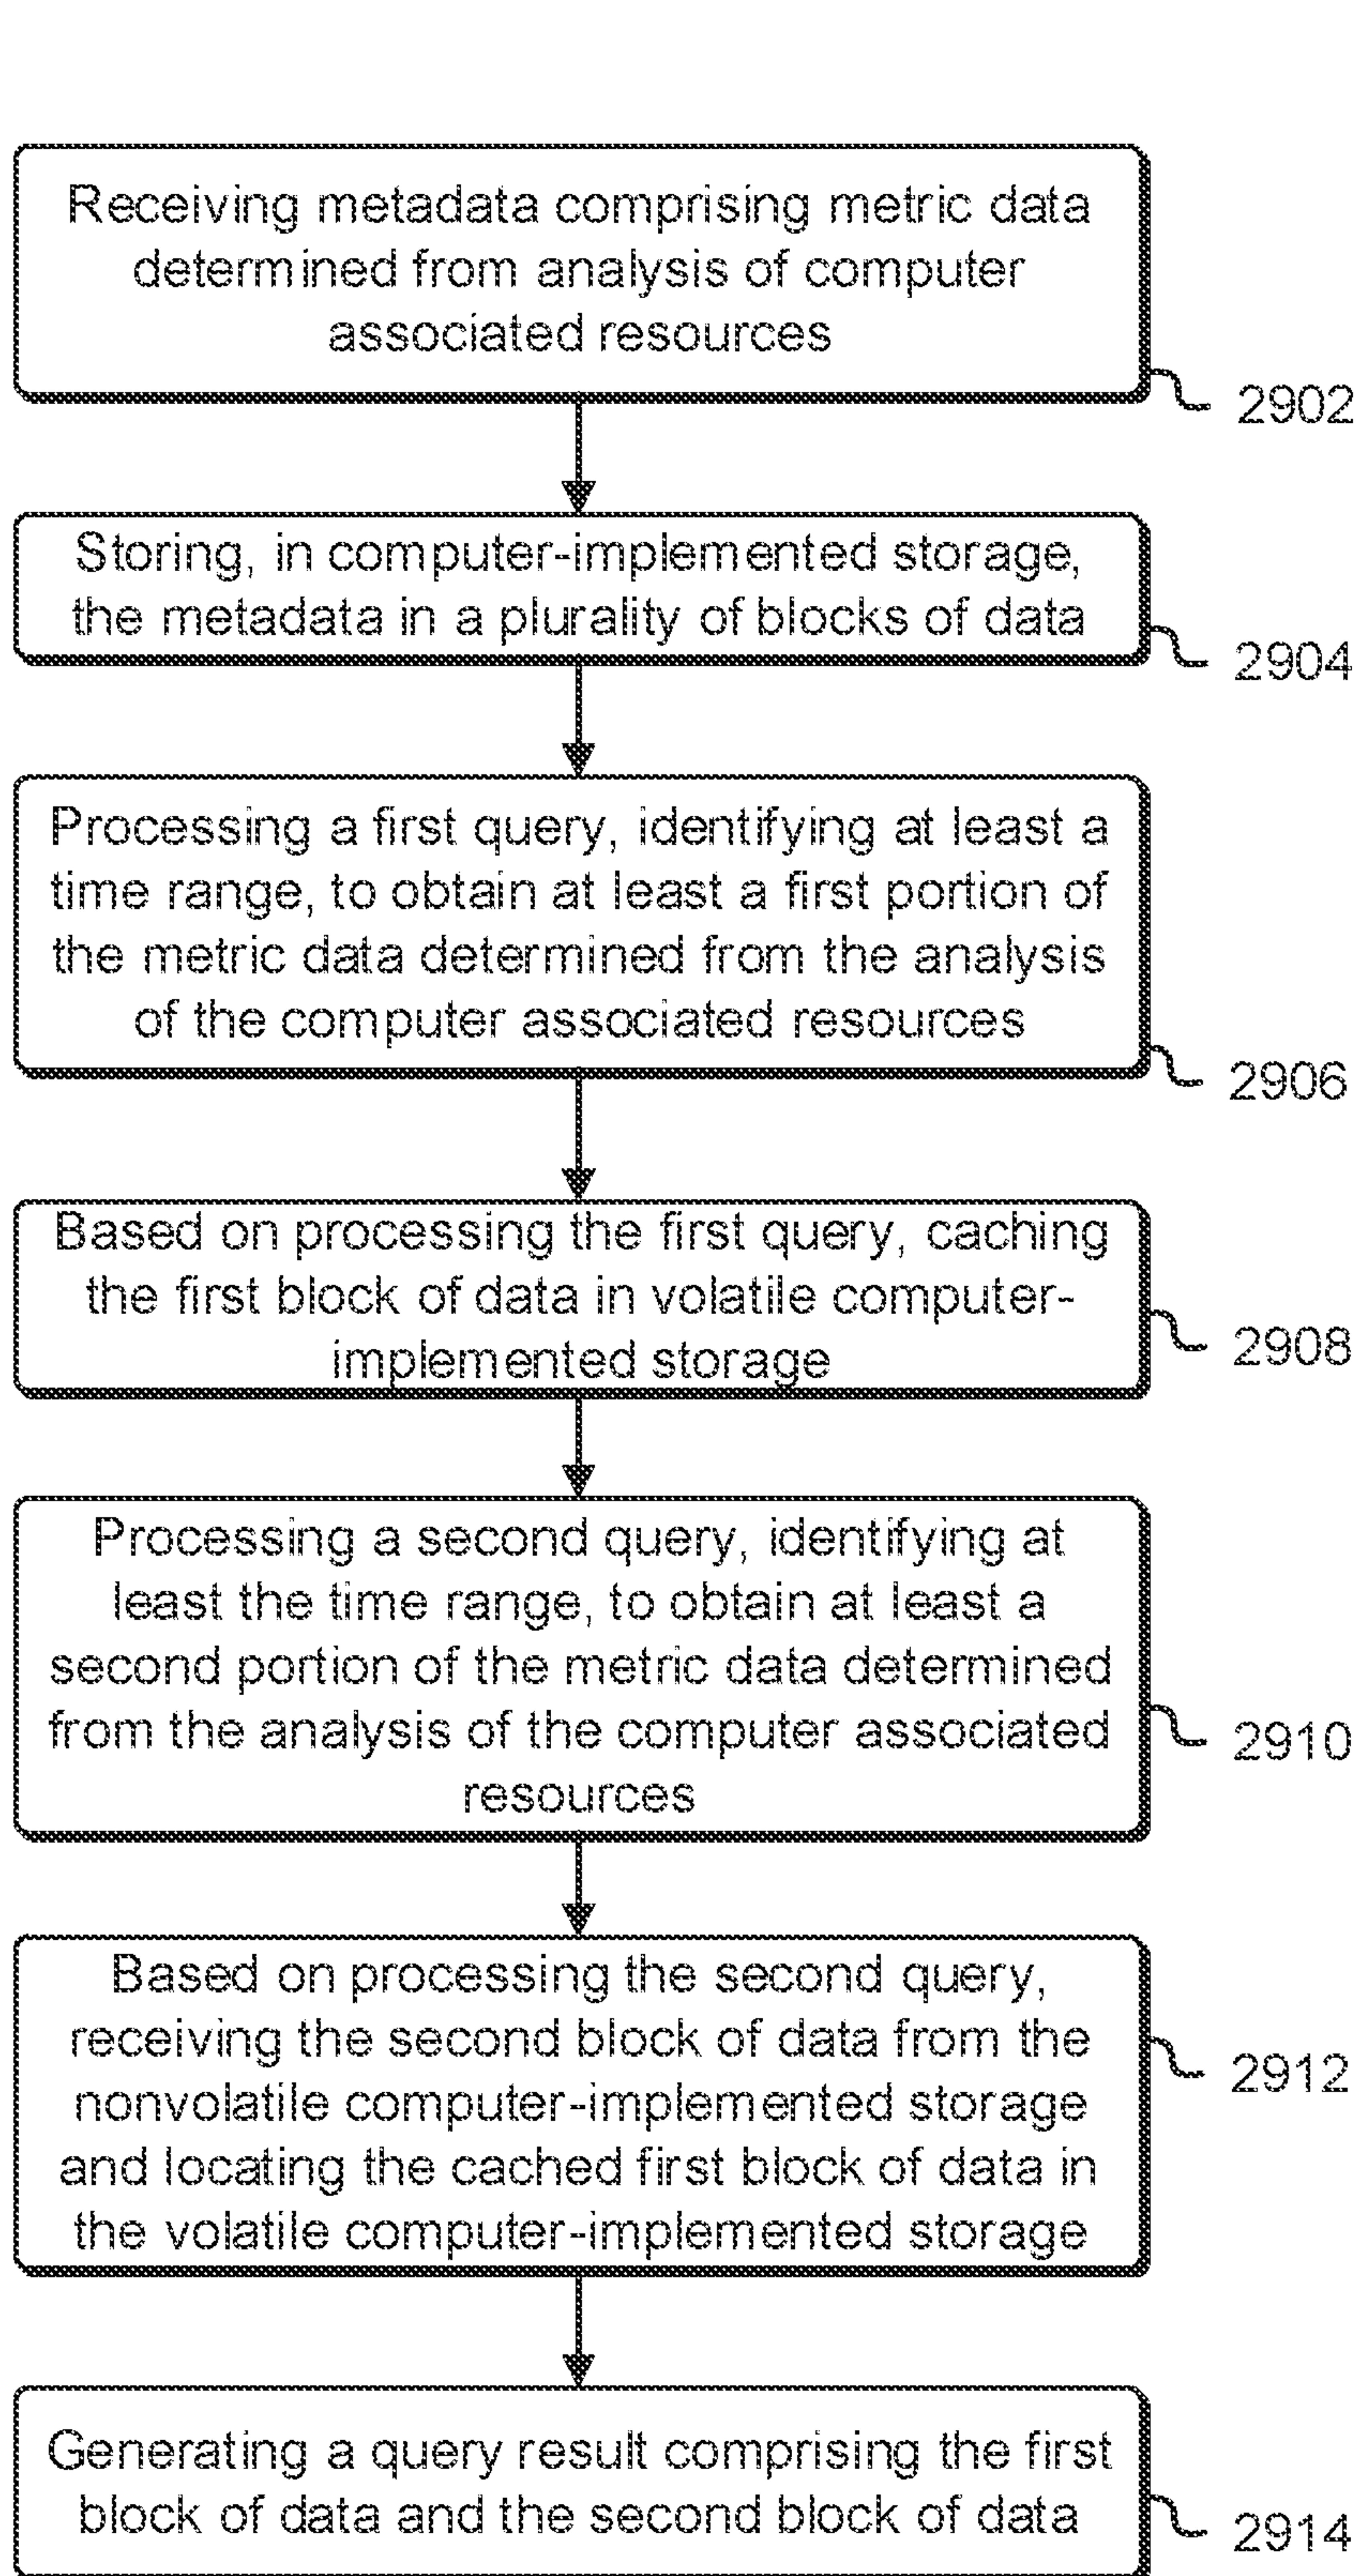 Receiving metadata comprising metric data
determined from analysis of computer
associated resources
2902
Storing, in computer-implemented storage,
the metadata in a plurality of blocks of data
2904
Processing a first query, identifying at least a
time range, to obtain at least a first portion of
the metric data determined from the analysis
of the computer associated resources
2906
Based on processing the first query, caching
the first block of data in volatile computer-
implemented storage
2908
Processing a second query, identifying at
least the time range, to obtain at least a
second portion of the metric data determined
from the analysis of the computer associated
resources
2910
Based on processing the second query,
receiving the second block of data from the
nonvolatile computer-implemented storage
and locating the cached first block of data in
the volatile computer-implemented storage
2912
Generating a query result comprising the first
block of data and the second block of data
2914